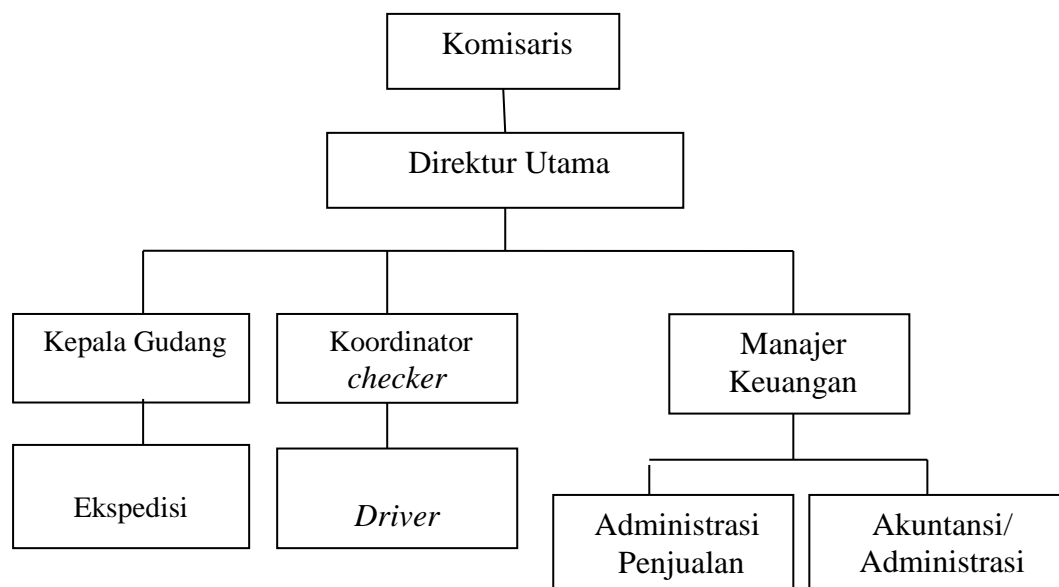 Komisaris
Direktur Utama
Kepala Gudang
Koordinator
checker
Manajer
Keuangan
Ekspedisi
Driver
Administrasi
Penjualan
Akuntansi/
Administrasi